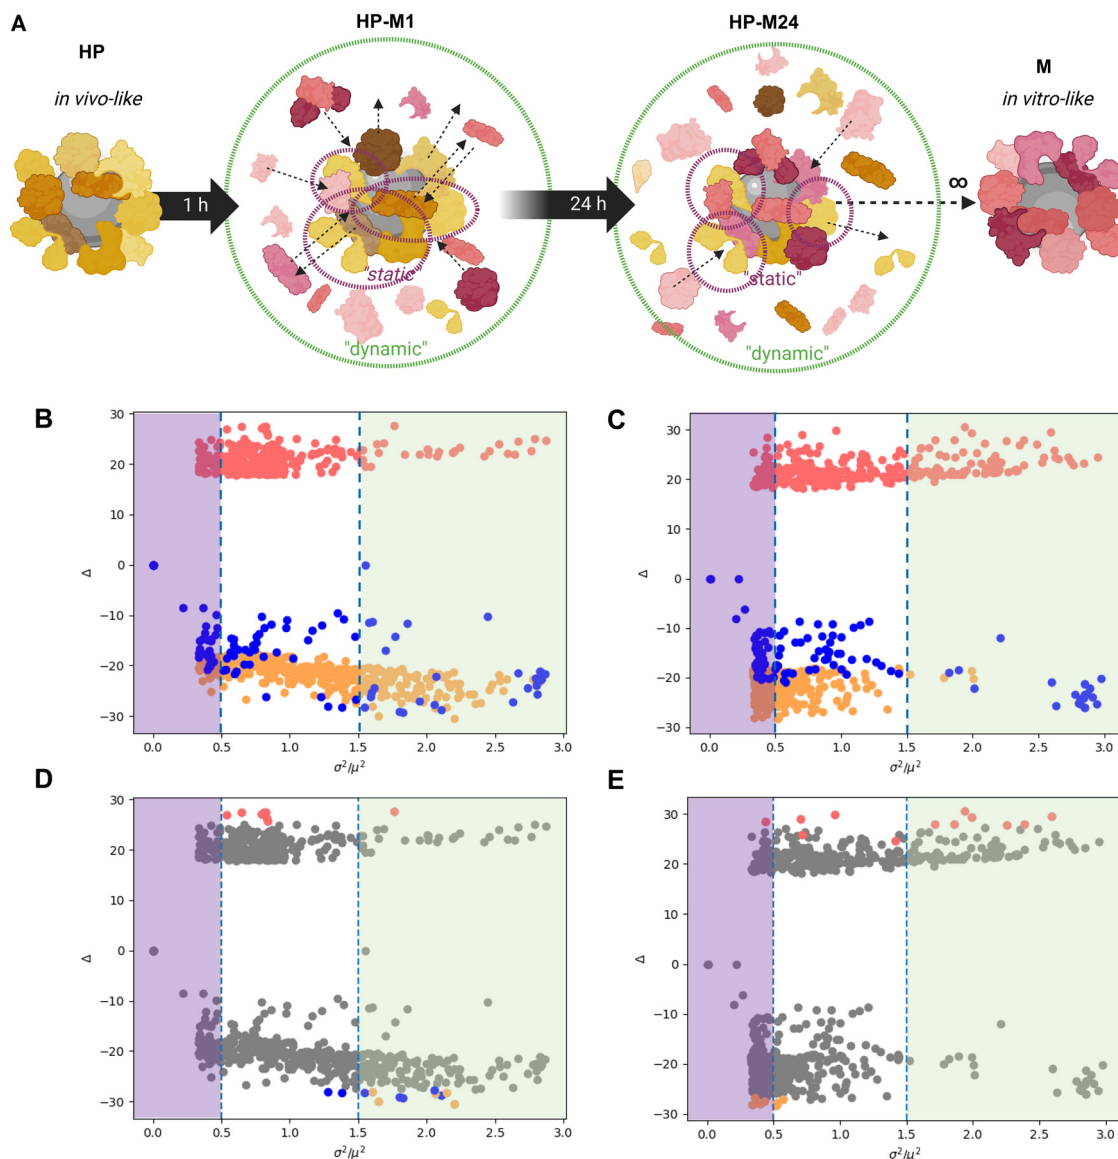 A
HP
in vivo-like
HP-M1
HP-M24
M
in vitro-like
1 h
24 h
∞
"static"
"dynamic"
"static"
"dynamic"
B
30
20
10
0
−10
−20
−30
Δ
0.0 0.5 1.0 1.5 2.0 2.5 3.0
σ²/μ²
C
30
20
10
0
−10
−20
−30
Δ
0.0 0.5 1.0 1.5 2.0 2.5 3.0
σ²/μ²
D
30
20
10
0
−10
−20
−30
Δ
0.0 0.5 1.0 1.5 2.0 2.5 3.0
σ²/μ²
E
30
20
10
0
−10
−20
−30
Δ
0.0 0.5 1.0 1.5 2.0 2.5 3.0
σ²/μ²